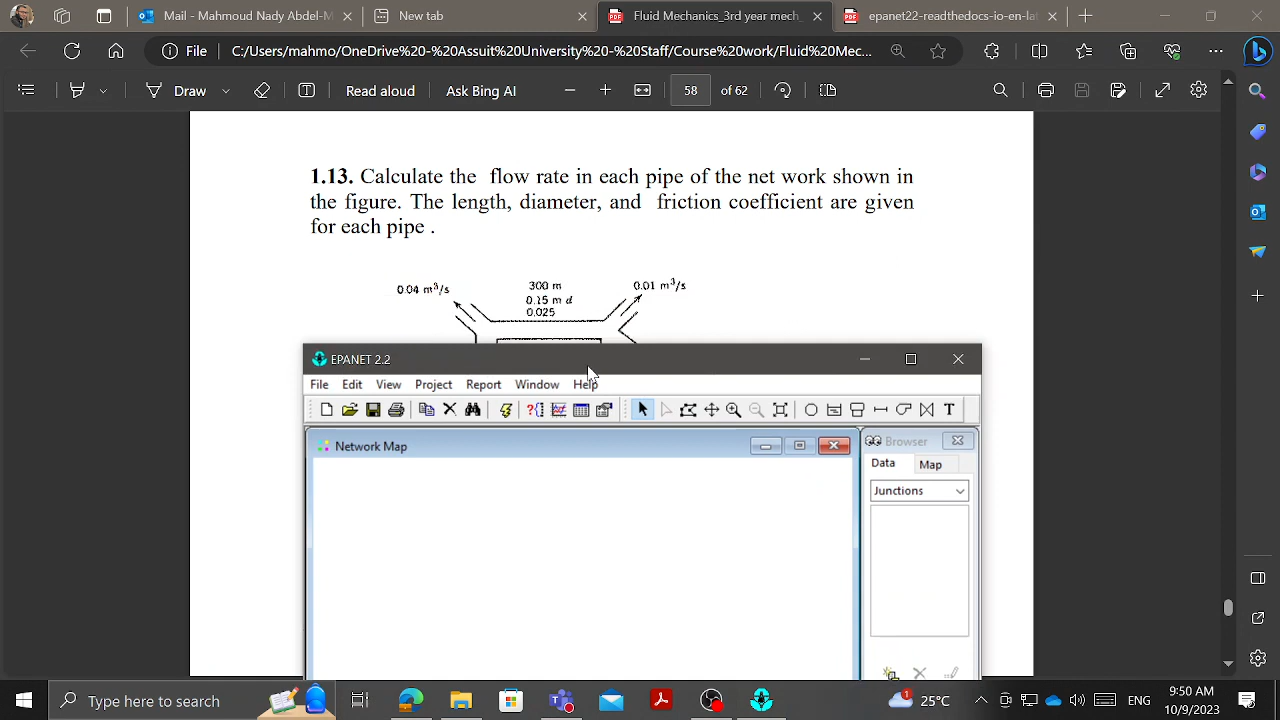 Mail - Mahmoud Nady Abdel-M
New tab
Fluid Mechanics_3rd year mech_
epanet22-readthedocs-io-en-lat
File
C:/Users/mahmo/OneDrive%20-%20Assuit%20University%20-%20Staff/Course%20work/Fluid%20Mec...
Draw
Read aloud
Ask Bing AI
58
of 62
1.13. Calculate the flow rate in each pipe of the net work shown in
the figure. The length, diameter, and friction coefficient are given
for each pipe .
0.04 m³/s
300 m
0.15 m d
0.025
0.01 m³/s
EPANET 2.2
File Edit View Project Report Window Help
Network Map
Browser
Data
Map
Junctions
Type here to search
1
25°C
ENG
9:50 AM
10/9/2023